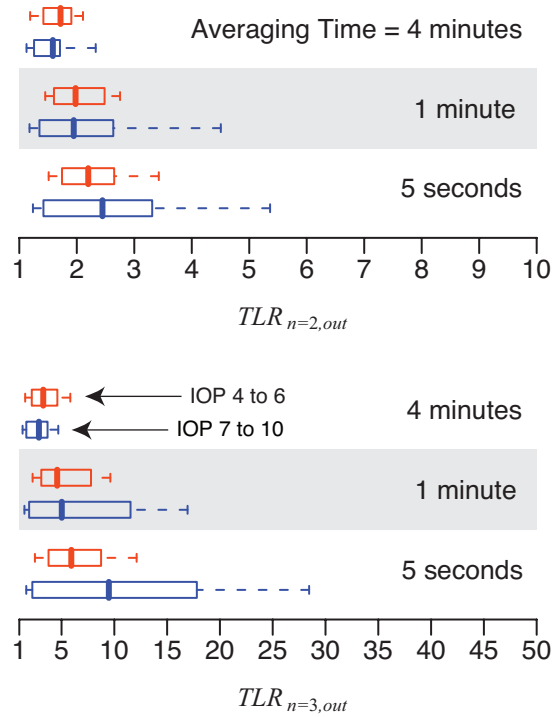 Averaging Time = 4 minutes
1 minute
5 seconds
1 2 3 4 5 6 7 8 9 10
TLR n=2,out
IOP 4 to 6
4 minutes
IOP 7 to 10
1 minute
5 seconds
1 5 10 15 20 25 30 35 40 45 50
TLR n=3,out